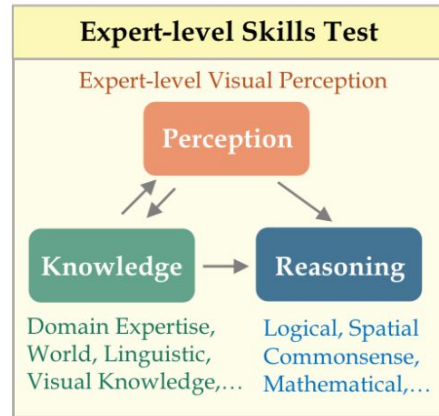 Expert-level Skills Test
Expert-level Visual Perception
Perception
Knowledge
Reasoning
Domain Expertise,
World, Linguistic,
Visual Knowledge,...
Logical, Spatial
Commonsense,
Mathematical,...